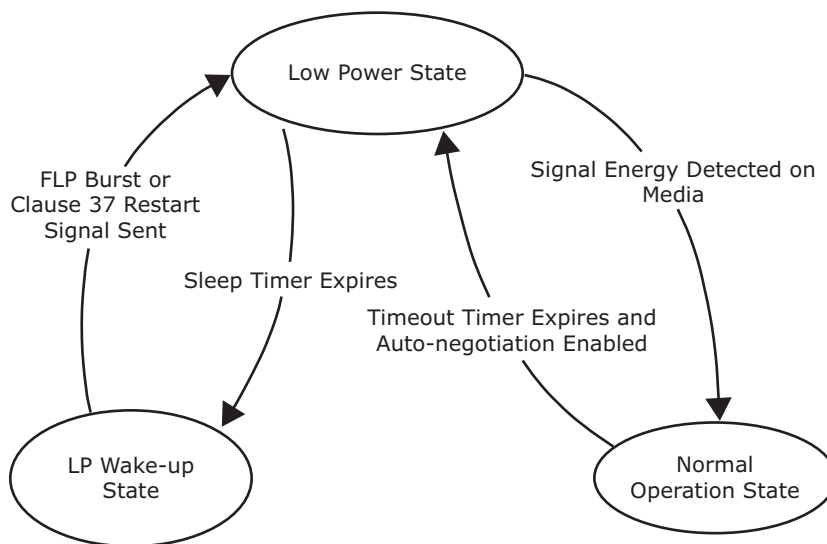 Low Power State
FLP Burst or
Clause 37 Restart
Signal Sent
Signal Energy Detected on
Media
Sleep Timer Expires
Timeout Timer Expires and
Auto-negotiation Enabled
LP Wake-up
State
Normal
Operation State